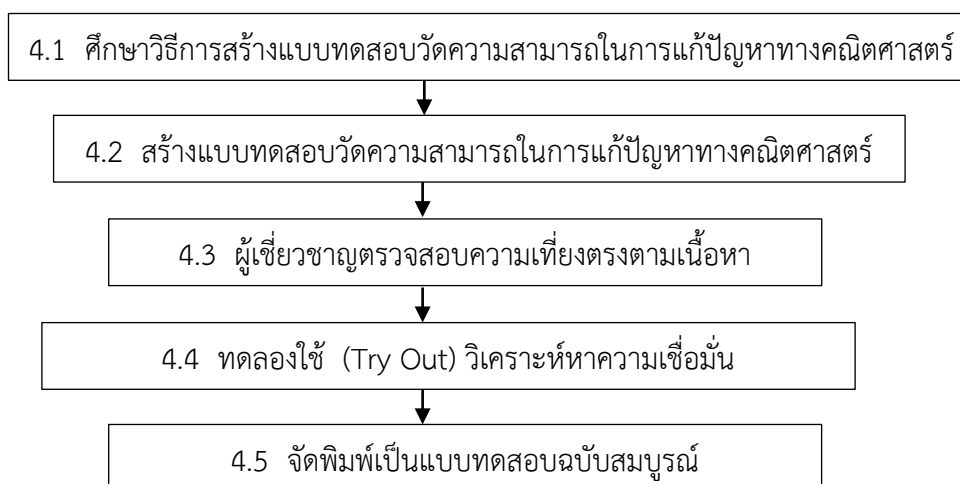 4.1 ศึกษาวิธีการสร้างแบบทดสอบวัดความสามารถในการแก้ปัญหาทางคณิตศาสตร์
4.2 สร้างแบบทดสอบวัดความสามารถในการแก้ปัญหาทางคณิตศาสตร์
4.3 ผู้เชี่ยวชาญตรวจสอบความเที่ยงตรงตามเนื้อหา
4.4 ทดลองใช้ (Try Out) วิเคราะห์หาความเชื่อมั่น
4.5 จัดพิมพ์เป็นแบบทดสอบฉบับสมบูรณ์